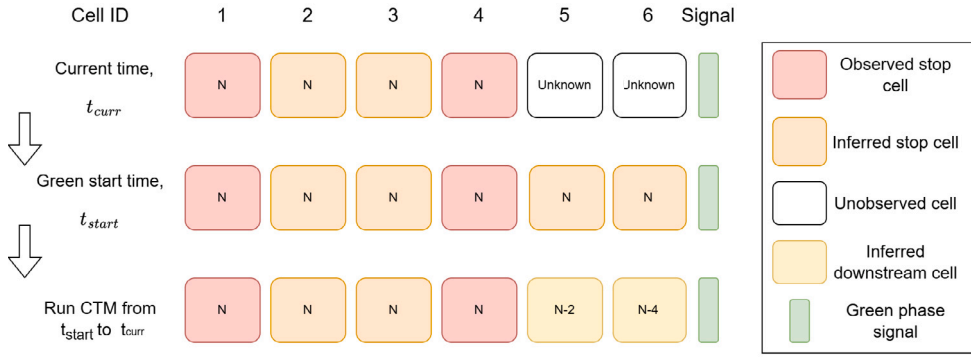 Cell ID 1 2 3 4 5 6 Signal
Current time,
t_curr
N N N N Unknown Unknown
Green start time,
t_start
N N N N N N
Run CTM from
t_start to t_curr
N N N N N-2 N-4
Observed stop
cell
Inferred stop cell
Unobserved cell
Inferred
downstream cell
Green phase
signal